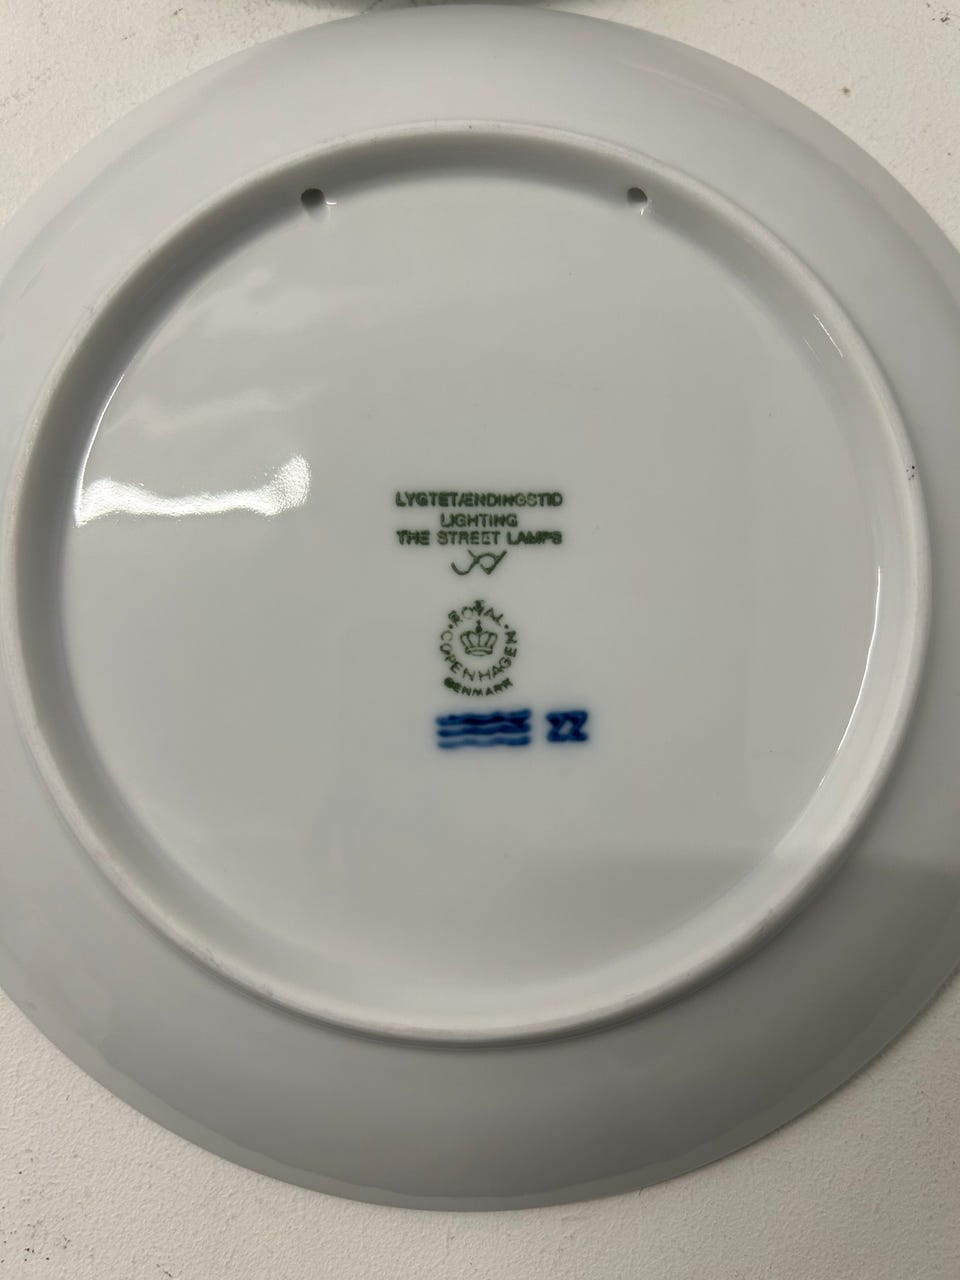 LYGTETÆNDINGSTID
LIGHTING
THE STREET LAMPS
ROYAL
COPENHAGEN
DENMARK